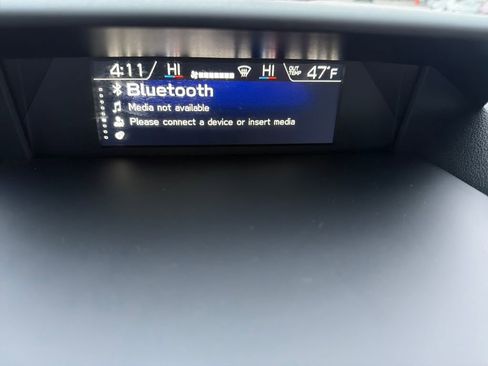 4:11 HI HI OUT TEMP 47°F
Bluetooth
Media not available
Please connect a device or insert media